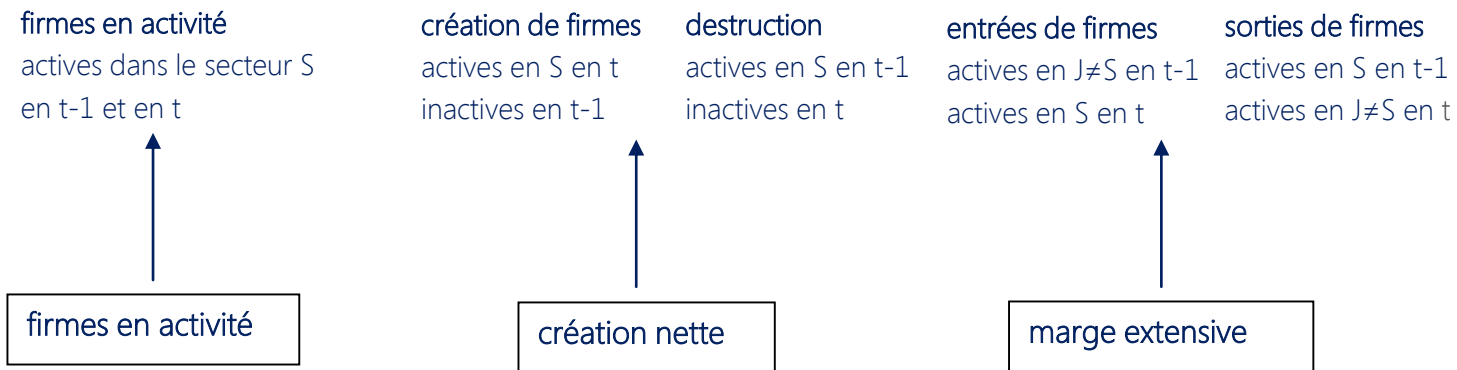 firmes en activité
actives dans le secteur S
en t-1 et en t
création de firmes
actives en S en t
inactives en t-1
destruction
actives en S en t-1
inactives en t
entrées de firmes
actives en J≠S en t-1
actives en S en t
sorties de firmes
actives en S en t-1
actives en J≠S en t
firmes en activité
création nette
marge extensive